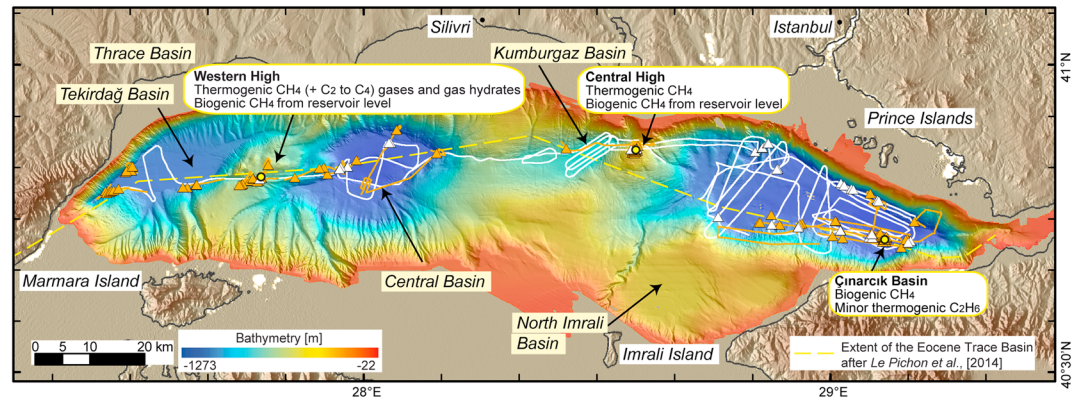 Silivri
Istanbul
41°N
Thrace Basin
Kumburgaz Basin
Western High
Thermogenic CH4 (+ C2 to C4) gases and gas hydrates
Biogenic CH4 from reservoir level
Central High
Thermogenic CH4
Biogenic CH4 from reservoir level
Tekirdağ Basin
Prince Islands
Marmara Island
Central Basin
Çınarcık Basin
Biogenic CH4
Minor thermogenic C2H6
North Imrali
Basin
Imrali Island
0 5 10 20 km
Bathymetry [m]
-1273 -22
Extent of the Eocene Trace Basin
after Le Pichon et al., [2014]
40°30'N
28°E
29°E